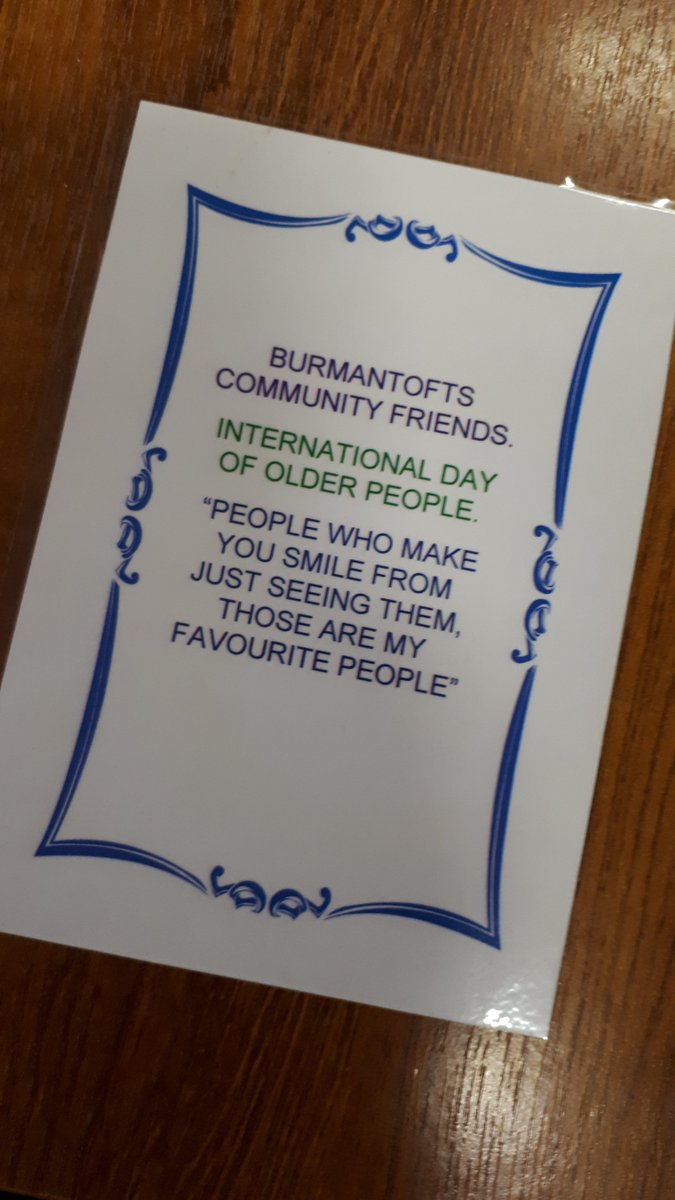 BURMANTOFTS
COMMUNITY FRIENDS.
INTERNATIONAL DAY
OF OLDER PEOPLE.
“PEOPLE WHO MAKE
YOU SMILE FROM
JUST SEEING THEM,
THOSE ARE MY
FAVOURITE PEOPLE”